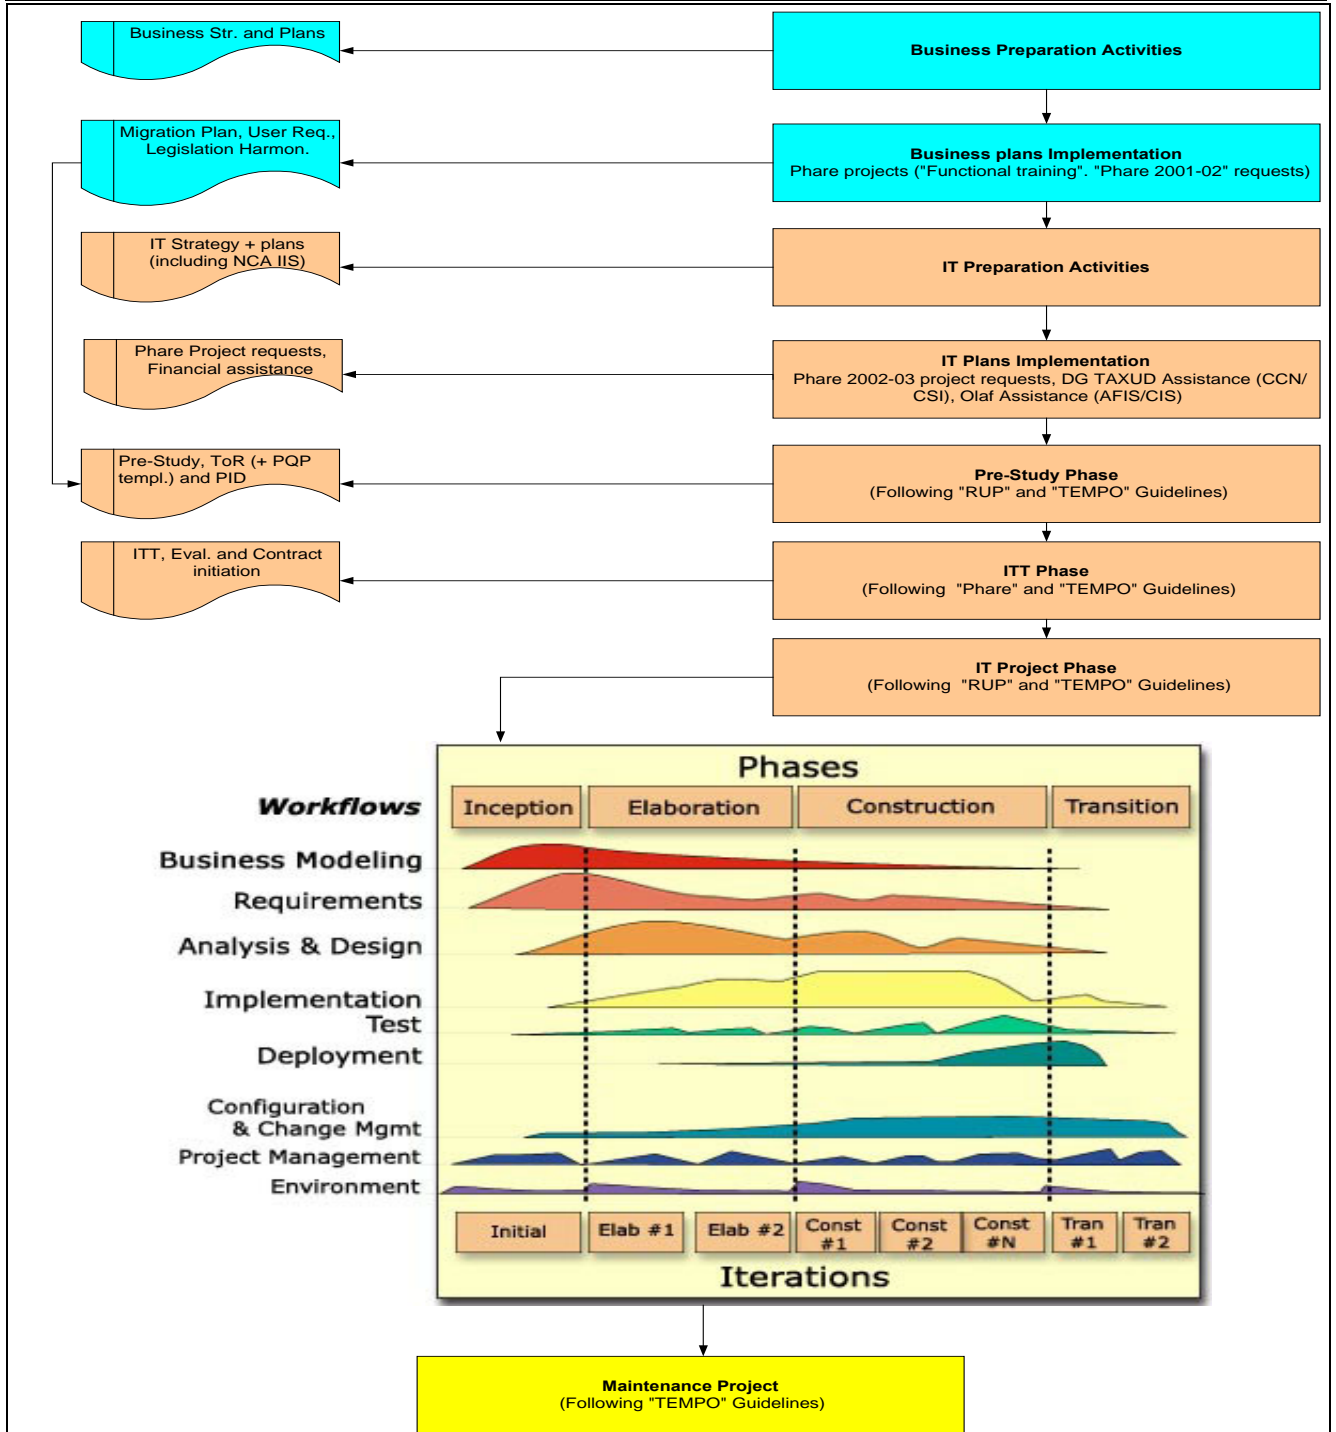 Business Str. and Plans
Business Preparation Activities
Migration Plan, User Req.,
Legislation Harmon.
Business plans Implementation
Phare projects ("Functional training". "Phare 2001-02" requests)
IT Strategy + plans
(including NCA IIS)
IT Preparation Activities
Phare Project requests,
Financial assistance
IT Plans Implementation
Phare 2002-03 project requests, DG TAXUD Assistance (CCN/
CSI), Olaf Assistance (AFIS/CIS)
Pre-Study, ToR (+ PQP
templ.) and PID
Pre-Study Phase
(Following "RUP" and "TEMPO" Guidelines)
ITT, Eval. and Contract
initiation
ITT Phase
(Following "Phare" and "TEMPO" Guidelines)
IT Project Phase
(Following "RUP" and "TEMPO" Guidelines)
Phases
Workflows
Inception
Elaboration
Construction
Transition
Business Modeling
Requirements
Analysis & Design
Implementation
Test
Deployment
Configuration
& Change Mgmt
Project Management
Environment
Initial
Elab #1
Elab #2
Const
#1
Const
#2
Const
#N
Tran
#1
Tran
#2
Iterations
Maintenance Project
(Following "TEMPO" Guidelines)